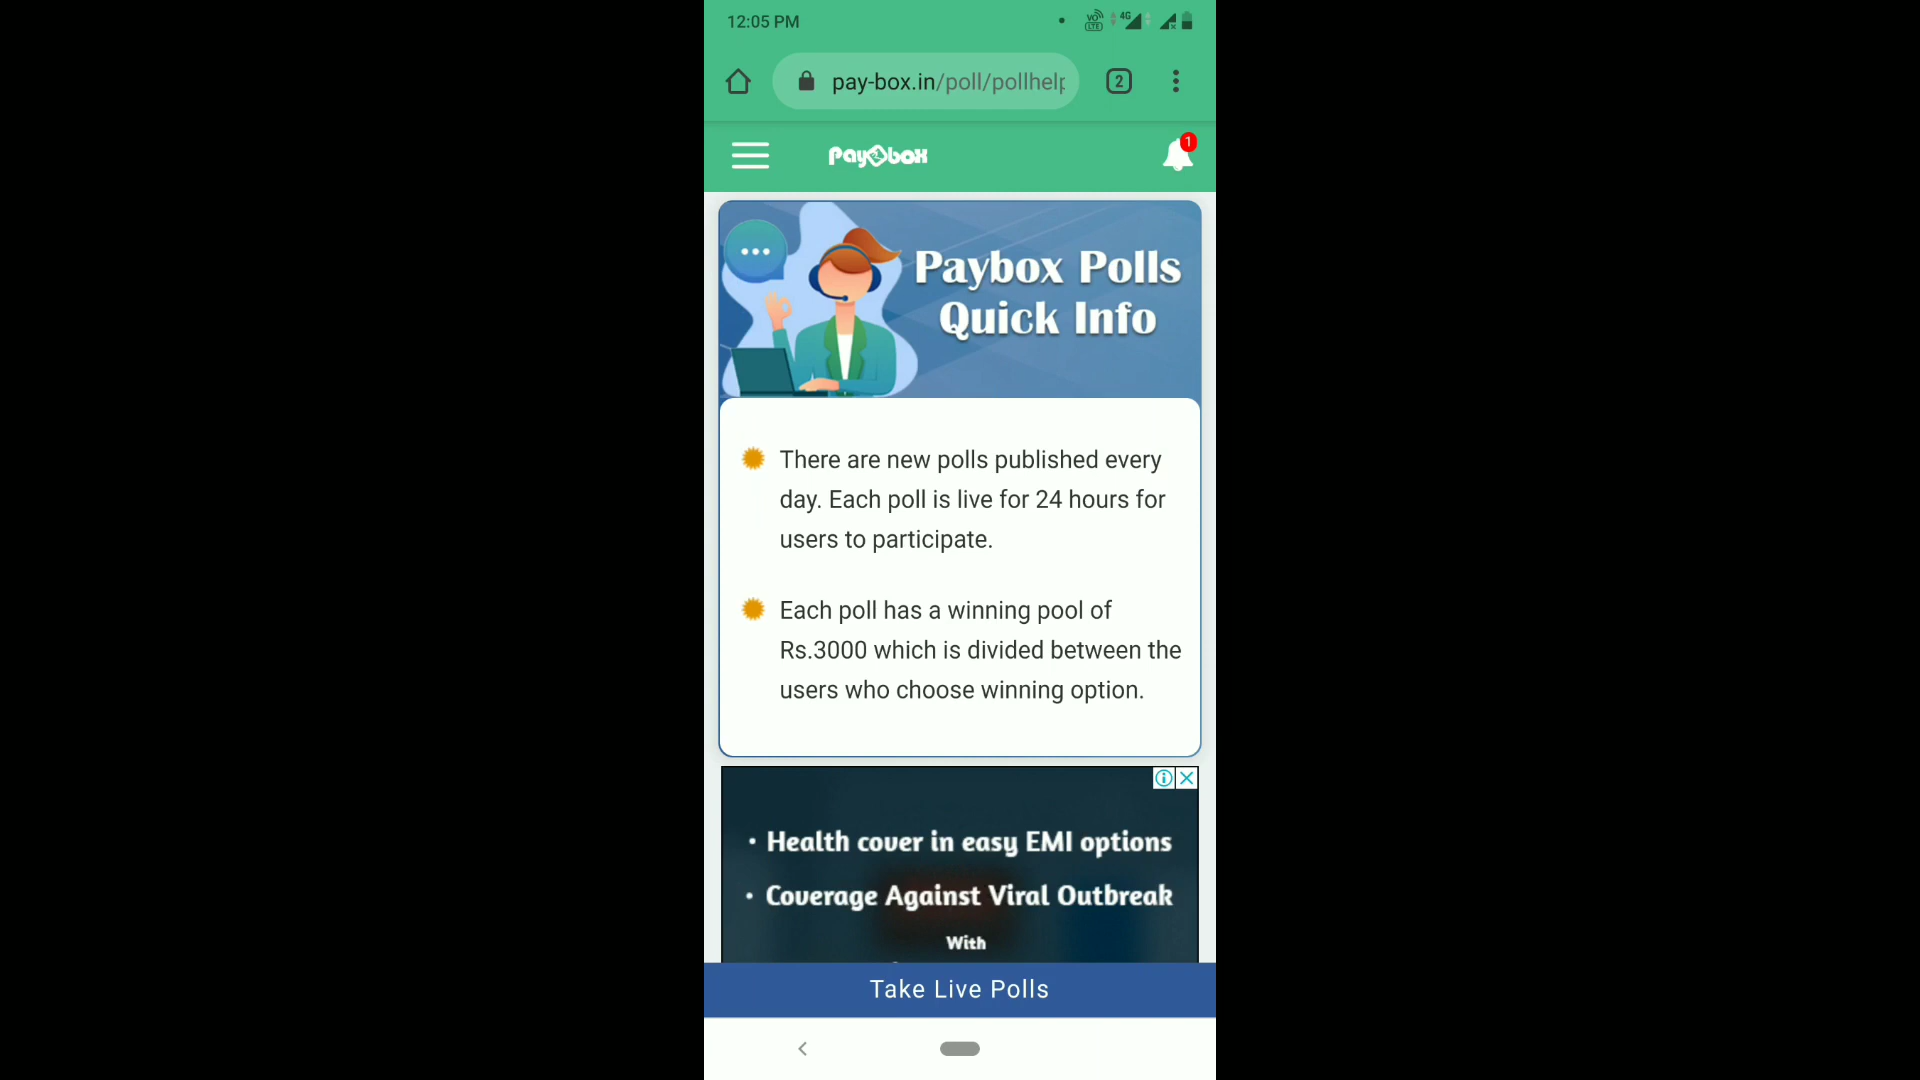 12:05 PM
VO LTE 4G
pay-box.in/poll/pollhelp
2
Paybox
1
Paybox Polls
Quick Info
There are new polls published every
day. Each poll is live for 24 hours for
users to participate.
Each poll has a winning pool of
Rs.3000 which is divided between the
users who choose winning option.
• Health cover in easy EMI options
• Coverage Against Viral Outbreak
With
Take Live Polls